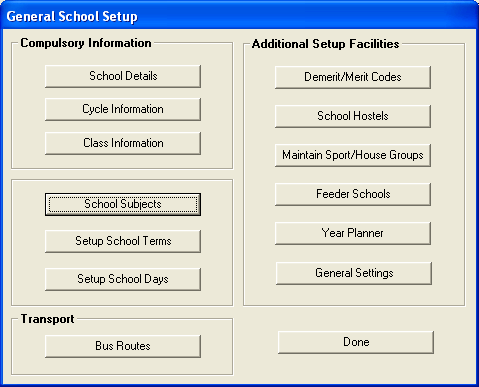 General School Setup
Compulsory Information
School Details
Cycle Information
Class Information
School Subjects
Setup School Terms
Setup School Days
Transport
Bus Routes
Additional Setup Facilities
Demerit/Merit Codes
School Hostels
Maintain Sport/House Groups
Feeder Schools
Year Planner
General Settings
Done